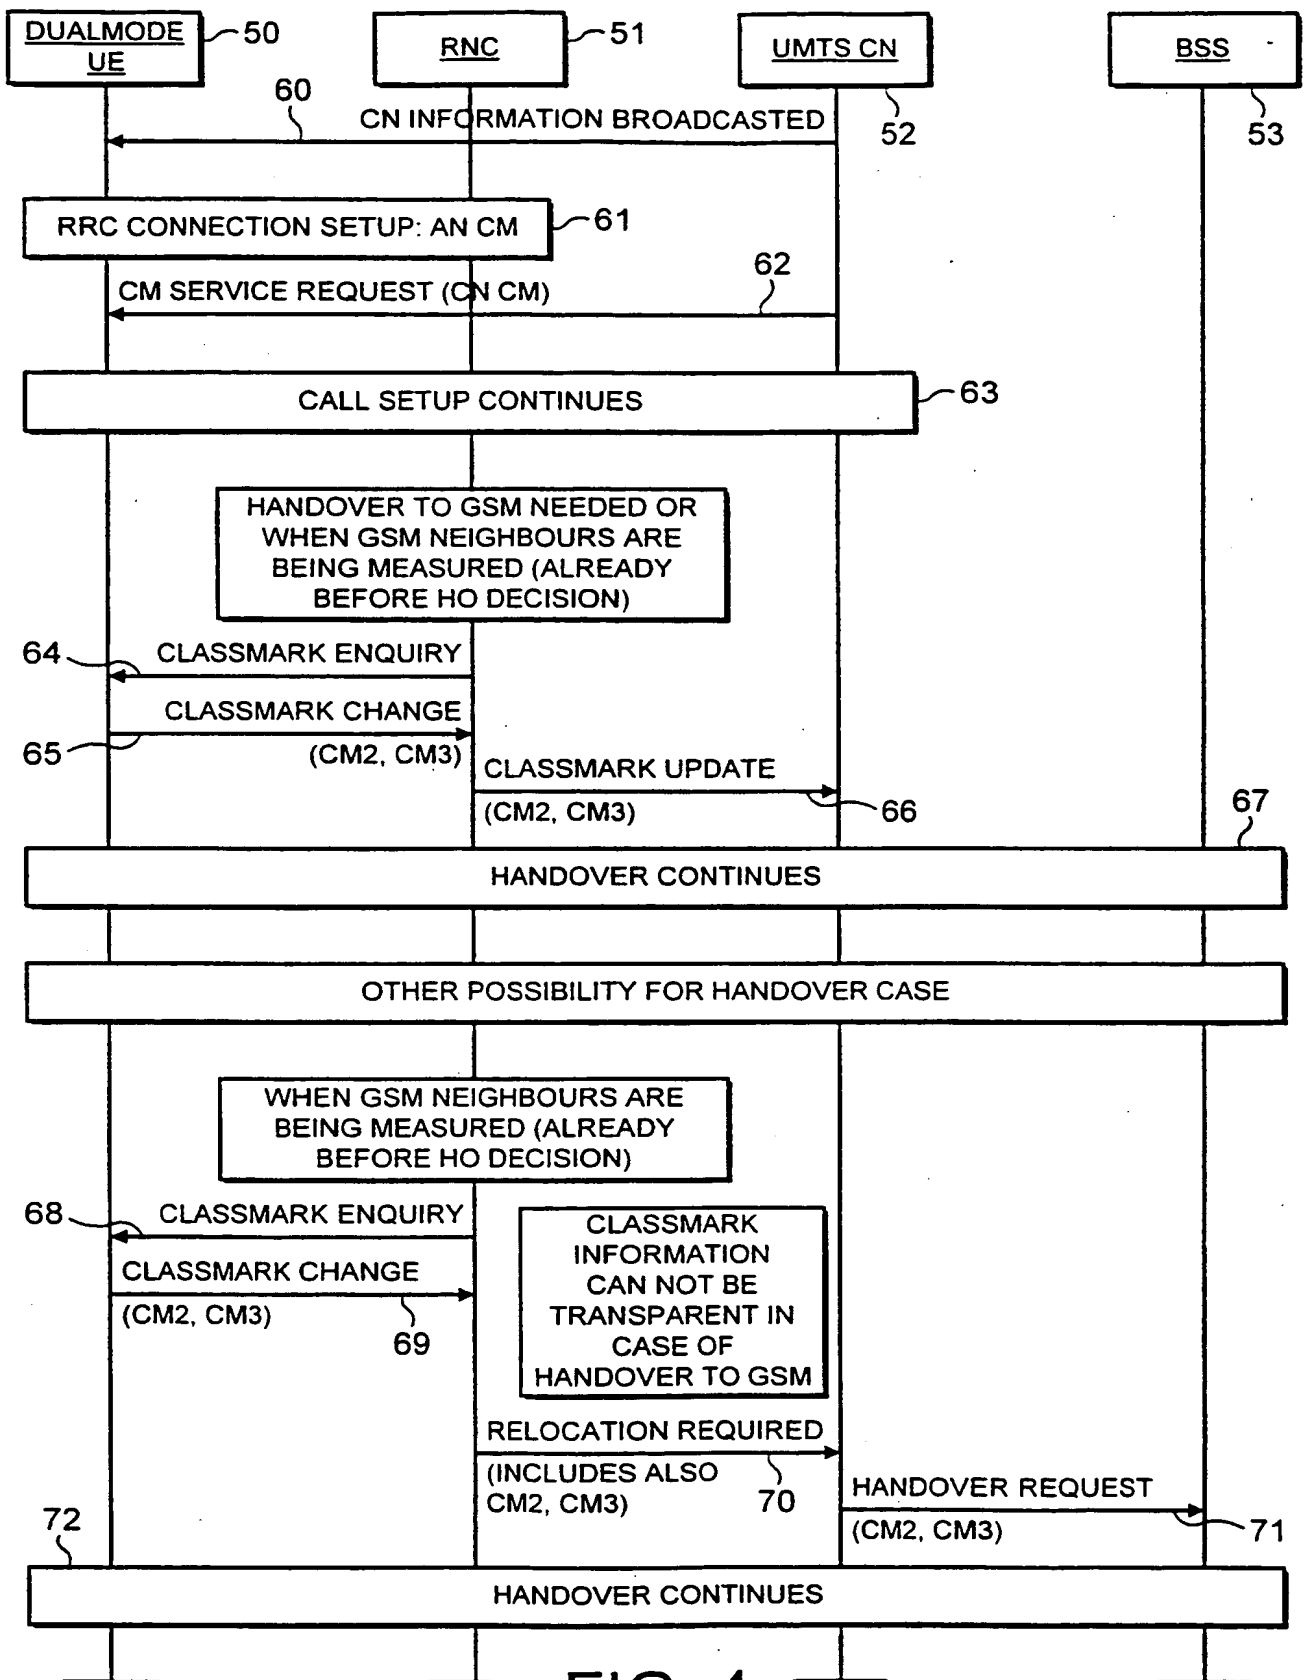 DUALMODE
UE
50
RNC
51
UMTS CN
52
BSS
53
60
CN INFORMATION BROADCASTED
RRC CONNECTION SETUP: AN CM
61
62
CM SERVICE REQUEST (CN CM)
CALL SETUP CONTINUES
63
HANDOVER TO GSM NEEDED OR
WHEN GSM NEIGHBOURS ARE
BEING MEASURED (ALREADY
BEFORE HO DECISION)
64
CLASSMARK ENQUIRY
CLASSMARK CHANGE
65
(CM2, CM3)
CLASSMARK UPDATE
(CM2, CM3)
66
67
HANDOVER CONTINUES
OTHER POSSIBILITY FOR HANDOVER CASE
WHEN GSM NEIGHBOURS ARE
BEING MEASURED (ALREADY
BEFORE HO DECISION)
68
CLASSMARK ENQUIRY
CLASSMARK CHANGE
(CM2, CM3)
69
CLASSMARK
INFORMATION
CAN NOT BE
TRANSPARENT IN
CASE OF
HANDOVER TO GSM
RELOCATION REQUIRED
(INCLUDES ALSO
CM2, CM3)
70
HANDOVER REQUEST
(CM2, CM3)
71
72
HANDOVER CONTINUES